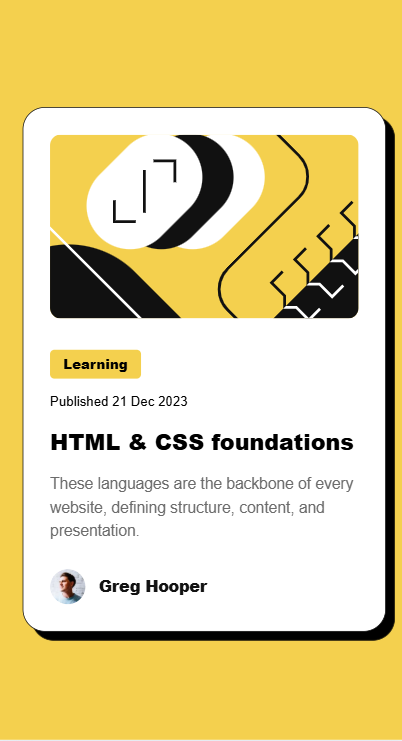 Learning
Published 21 Dec 2023
HTML & CSS foundations
These languages are the backbone of every
website, defining structure, content, and
presentation.
Greg Hooper